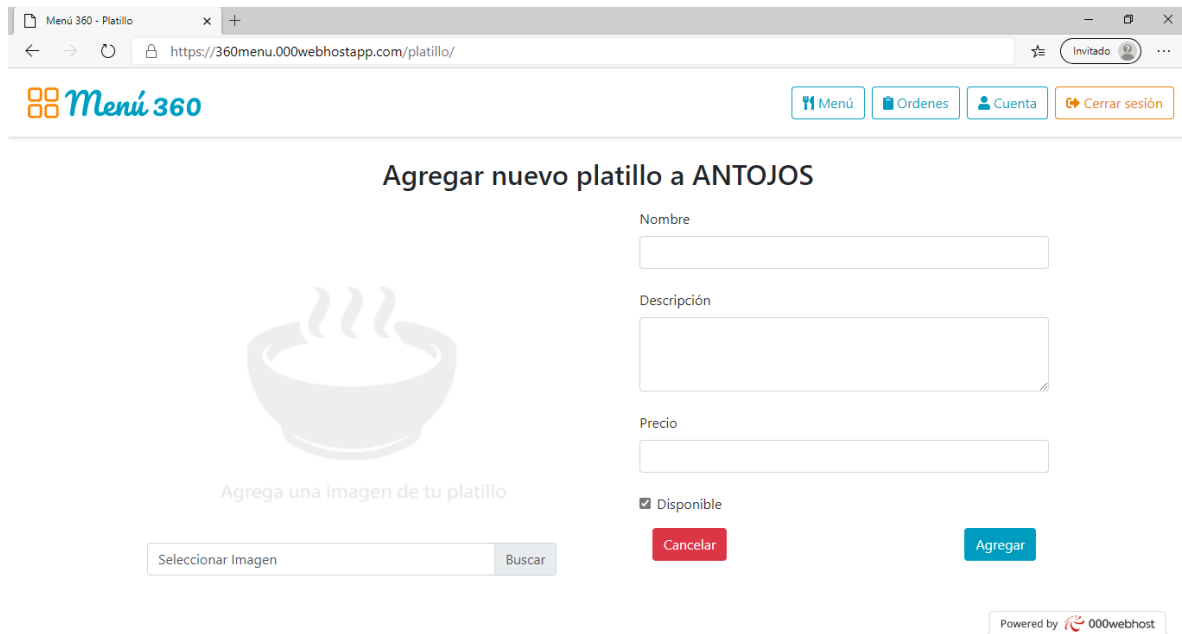 Menú 360 - Platillo
https://360menu.000webhostapp.com/platillo/
Invitado
Menú 360
Menú
Ordenes
Cuenta
Cerrar sesión
Agregar nuevo platillo a ANTOJOS
Nombre
Descripción
Precio
Agrega una imagen de tu platillo
Disponible
Cancelar
Agregar
Seleccionar Imagen
Buscar
Powered by 000webhost